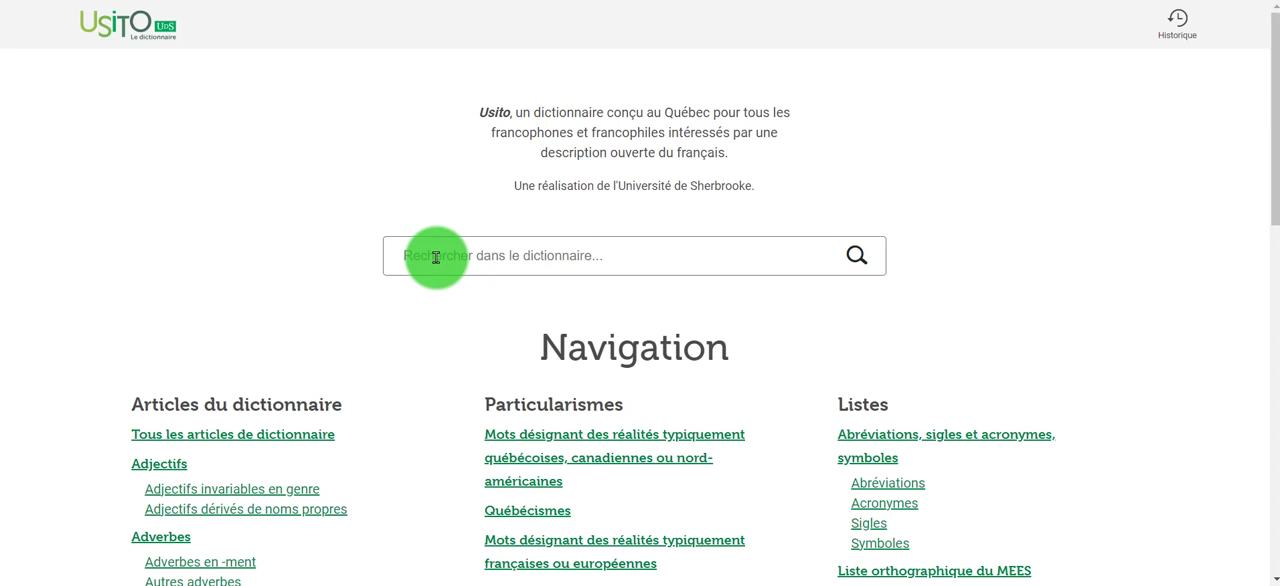 USITO UdS
Le dictionnaire
Historique
Usito, un dictionnaire conçu au Québec pour tous les
francophones et francophiles intéressés par une
description ouverte du français.
Une réalisation de l'Université de Sherbrooke.
Rechercher dans le dictionnaire...
Navigation
Articles du dictionnaire
Tous les articles de dictionnaire
Adjectifs
Adjectifs invariables en genre
Adjectifs dérivés de noms propres
Adverbes
Adverbes en -ment
Autres adverbes
Particularismes
Mots désignant des réalités typiquement
québécoises, canadiennes ou nord-
américaines
Québécismes
Mots désignant des réalités typiquement
françaises ou européennes
Listes
Abréviations, sigles et acronymes,
symboles
Abréviations
Acronymes
Sigles
Symboles
Liste orthographique du MEES